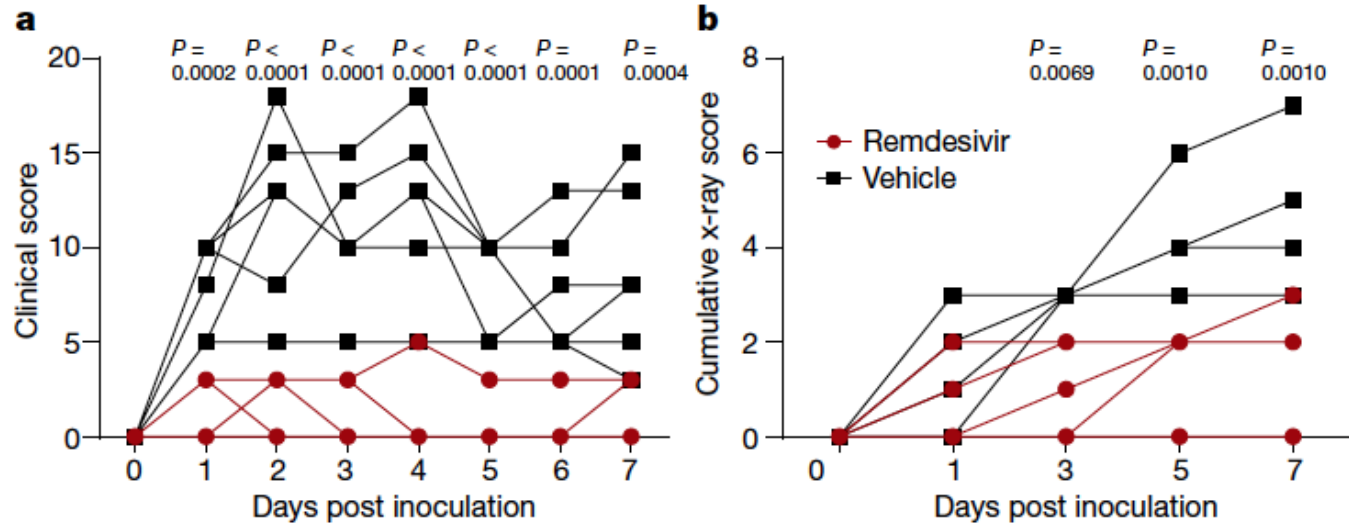 a
P = P < P < P < P < P = P =
0.0002 0.0001 0.0001 0.0001 0.0001 0.0001 0.0004
20
15
10
5
0
Clinical score
0 1 2 3 4 5 6 7
Days post inoculation
b
P = P = P =
0.0069 0.0010 0.0010
8
6
4
2
0
Cumulative x-ray score
Remdesivir
Vehicle
0 1 3 5 7
Days post inoculation